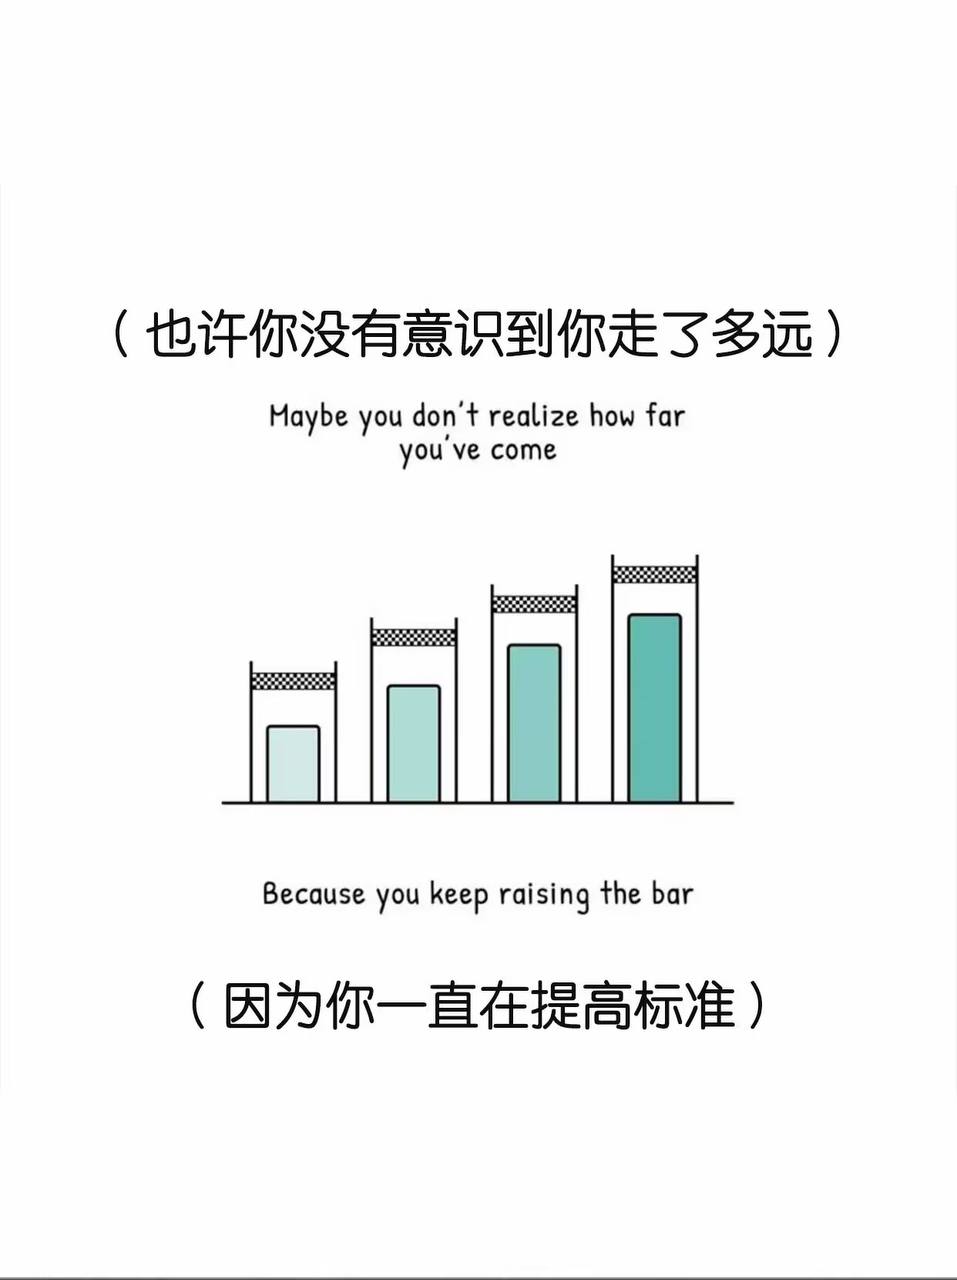 （也许你没有意识到你走了多远）
Maybe you don't realize how far
you've come
Because you keep raising the bar
（因为你一直在提高标准）